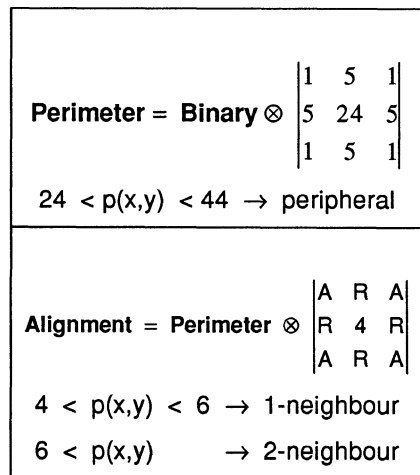 Perimeter = Binary ⊗ |1 5 1|
|5 24 5|
|1 5 1|
24 < p(x,y) < 44 → peripheral
Alignment = Perimeter ⊗ |A R A|
|R 4 R|
|A R A|
4 < p(x,y) < 6 → 1-neighbour
6 < p(x,y) → 2-neighbour